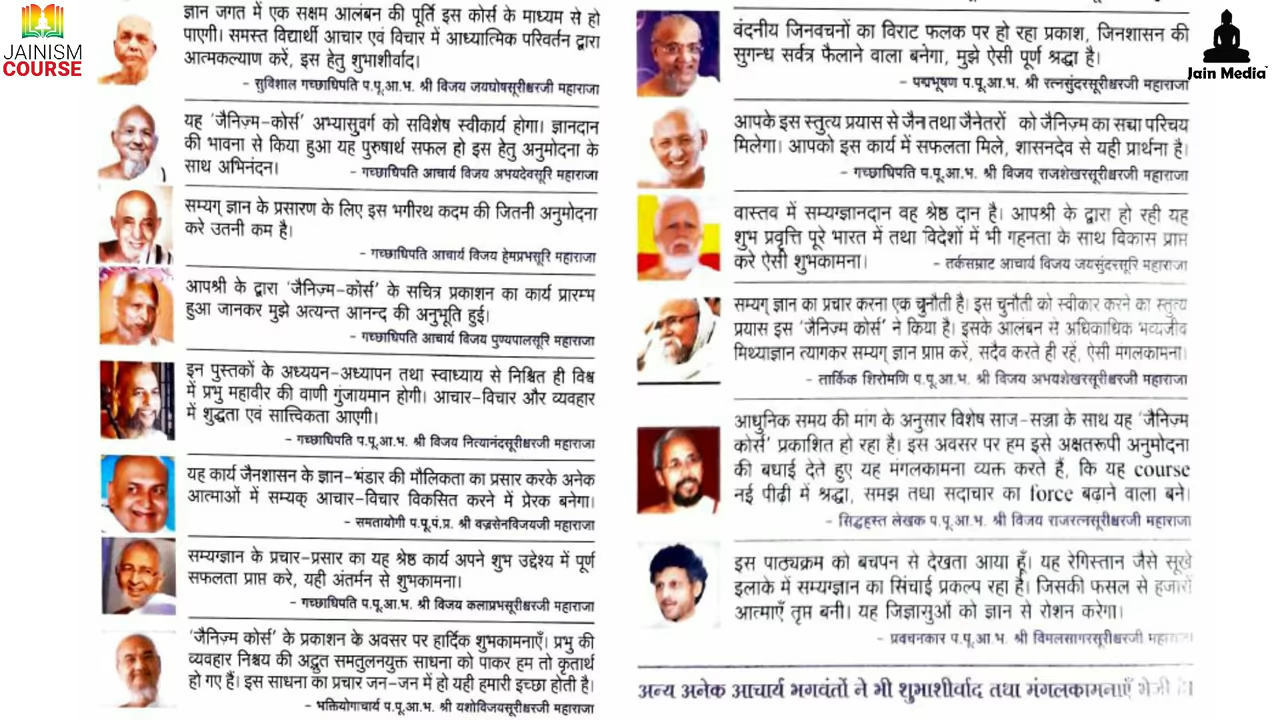 JAINISM
COURSE
ज्ञान जगत में एक सक्षम आलंबन की पूर्ति इस कोर्स के माध्यम से हो
पाएगी। समस्त विद्यार्थी आचार एवं विचार में आध्यात्मिक परिवर्तन द्वारा
आत्मकल्याण करें, इस हेतु शुभाशीर्वाद।
- सुविशाल गच्छाधिपति प.पू.आ.भ. श्री विजय जयघोषसूरीश्वरजी महाराजा
यह 'जैनिज़्म-कोर्स' अभ्यासुवर्ग को सविशेष स्वीकार्य होगा। ज्ञानदान
की भावना से किया हुआ यह पुरुषार्थ सफल हो इस हेतु अनुमोदना के
साथ अभिनंदन। - गच्छाधिपति आचार्य विजय अभयदेवसूरि महाराजा
सम्यग् ज्ञान के प्रसारण के लिए इस भगीरथ कदम की जितनी अनुमोदना
करे उतनी कम है।
- गच्छाधिपति आचार्य विजय हेमप्रभसूरि महाराजा
आपश्री के द्वारा 'जैनिज़्म-कोर्स' के सचित्र प्रकाशन का कार्य प्रारम्भ
हुआ जानकर मुझे अत्यन्त आनन्द की अनुभूति हुई।
- गच्छाधिपति आचार्य विजय पुण्यपालसूरि महाराजा
इन पुस्तकों के अध्ययन-अध्यापन तथा स्वाध्याय से निश्चित ही विश्व
में प्रभु महावीर की वाणी गुंजायमान होगी। आचार-विचार और व्यवहार
में शुद्धता एवं सात्त्विकता आएगी।
- गच्छाधिपति प.पू.आ.भ. श्री विजय नित्यानंदसूरीश्वरजी महाराजा
यह कार्य जैनशासन के ज्ञान-भंडार की मौलिकता का प्रसार करके अनेक
आत्माओं में सम्यक् आचार-विचार विकसित करने में प्रेरक बनेगा।
- समतायोगी प.पू.पं.प्र. श्री वज्रसेनविजयजी महाराजा
सम्यग्ज्ञान के प्रचार-प्रसार का यह श्रेष्ठ कार्य अपने शुभ उद्देश्य में पूर्ण
सफलता प्राप्त करे, यही अंतर्मन से शुभकामना।
- गच्छाधिपति प.पू.आ.भ. श्री विजय कलाप्रभसूरीश्वरजी महाराजा
'जैनिज़्म कोर्स' के प्रकाशन के अवसर पर हार्दिक शुभकामनाएँ। प्रभु की
व्यवहार निश्चय की अद्भुत समतुलनयुक्त साधना को पाकर हम तो कृतार्थ
हो गए हैं। इस साधना का प्रचार जन-जन में हो यही हमारी इच्छा होती है।
- भक्तियोगाचार्य प.पू.आ.भ. श्री यशोविजयसूरीश्वरजी महाराजा
वंदनीय जिनवचनों का विराट फलक पर हो रहा प्रकाश, जिनशासन की
सुगन्ध सर्वत्र फैलाने वाला बनेगा, मुझे ऐसी पूर्ण श्रद्धा है।
- पद्मभूषण प.पू.आ.भ. श्री रत्नसुंदरसूरीश्वरजी महाराजा
आपके इस स्तुत्य प्रयास से जैन तथा जैनेतरों को जैनिज़्म का सच्चा परिचय
मिलेगा। आपको इस कार्य में सफलता मिले, शासनदेव से यही प्रार्थना है।
- गच्छाधिपति प.पू.आ.भ. श्री विजय राजशेखरसूरीश्वरजी महाराजा
वास्तव में सम्यग्ज्ञानदान वह श्रेष्ठ दान है। आपश्री के द्वारा हो रही यह
शुभ प्रवृत्ति पूरे भारत में तथा विदेशों में भी गहनता के साथ विकास प्राप्त
करे ऐसी शुभकामना। - तर्कसम्राट आचार्य विजय जयसुंदरसूरि महाराजा
सम्यग् ज्ञान का प्रचार करना एक चुनौती है। इस चुनौती को स्वीकार करने का स्तुत्य
प्रयास इस 'जैनिज़्म कोर्स' ने किया है। इसके आलंबन से अधिकाधिक भव्यजीव
मिथ्याज्ञान त्यागकर सम्यग् ज्ञान प्राप्त करें, सदैव करते ही रहें, ऐसी मंगलकामना।
- तार्किक शिरोमणि प.पू.आ.भ. श्री विजय अभयशेखरसूरीश्वरजी महाराजा
आधुनिक समय की मांग के अनुसार विशेष साज-सज्जा के साथ यह 'जैनिज़्म
कोर्स' प्रकाशित हो रहा है। इस अवसर पर हम इसे अक्षतरूपी अनुमोदना
की बधाई देते हुए यह मंगलकामना व्यक्त करते हैं, कि यह course
नई पीढ़ी में श्रद्धा, समझ तथा सदाचार का force बढ़ाने वाला बने।
- सिद्धहस्त लेखक प.पू.आ.भ. श्री विजय राजरत्नसूरीश्वरजी महाराजा
इस पाठ्यक्रम को बचपन से देखता आया हूँ। यह रेगिस्तान जैसे सूखे
इलाके में सम्यग्ज्ञान का सिंचाई प्रकल्प रहा है। जिसकी फसल से हजारों
आत्माएँ तृप्त बनी। यह जिज्ञासुओं को ज्ञान से रोशन करेगा।
- प्रवचनकार प.पू.आ.भ. श्री विमलसागरसूरीश्वरजी महाराजा
अन्य अनेक आचार्य भगवंतों ने भी शुभाशीर्वाद तथा मंगलकामनाएँ भेजी है।
Jain Media